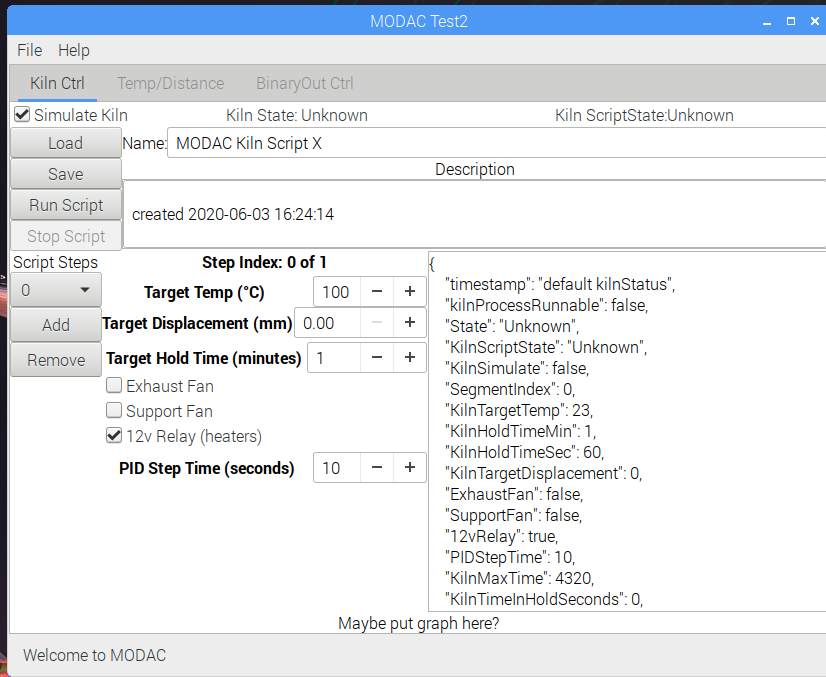 MODAC Test2
File Help
Kiln Ctrl Temp/Distance BinaryOut Ctrl
Simulate Kiln Kiln State: Unknown Kiln ScriptState:Unknown
Load Name: MODAC Kiln Script X
Save Description
Run Script
created 2020-06-03 16:24:14
Stop Script
Script Steps Step Index: 0 of 1
0
Add
Remove
Target Temp (°C) 100 − +
Target Displacement (mm) 0.00 − +
Target Hold Time (minutes) 1 − +
Exhaust Fan
Support Fan
12v Relay (heaters)
PID Step Time (seconds) 10 − +
{
"timestamp": "default kilnStatus",
"kilnProcessRunnable": false,
"State": "Unknown",
"KilnScriptState": "Unknown",
"KilnSimulate": false,
"SegmentIndex": 0,
"KilnTargetTemp": 23,
"KilnHoldTimeMin": 1,
"KilnHoldTimeSec": 60,
"KilnTargetDisplacement": 0,
"ExhaustFan": false,
"SupportFan": false,
"12vRelay": true,
"PIDStepTime": 10,
"KilnMaxTime": 4320,
"KilnTimeInHoldSeconds": 0,
Maybe put graph here?
Welcome to MODAC